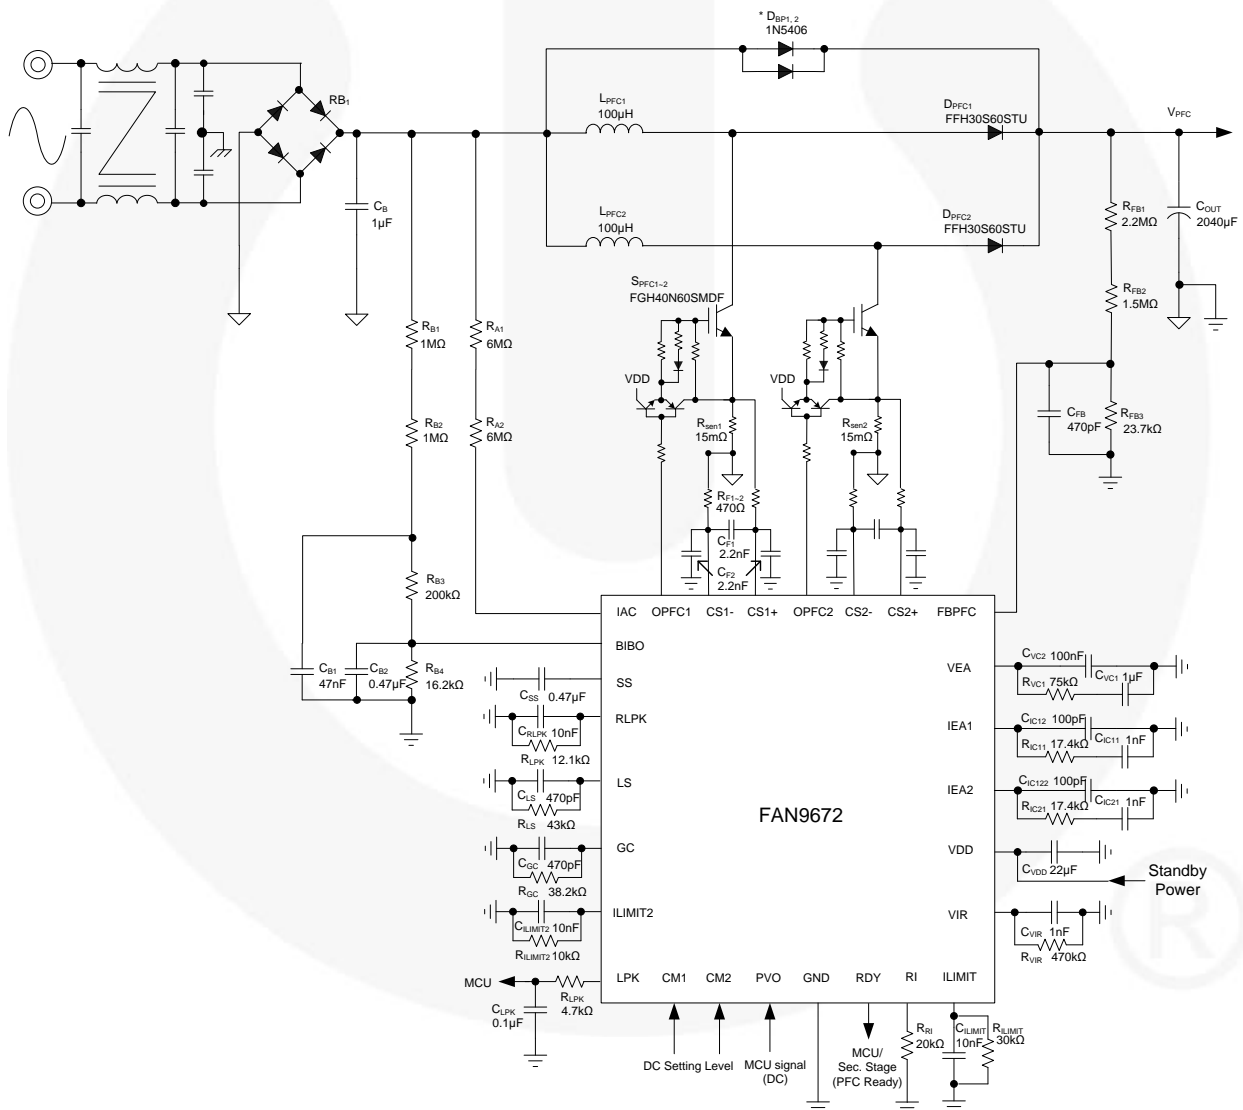 * DBP1, 2
1N5406
RB1
LPFC1
100µH
DPFC1
FFH30S60STU
VPFC
CB
1µF
LPFC2
100µH
DPFC2
FFH30S60STU
RFB1
2.2MΩ
COUT
2040µF
SPFC1~2
FGH40N60SMDF
RFB2
1.5MΩ
RB1
1MΩ
RA1
6MΩ
VDD
VDD
RB2
1MΩ
RA2
6MΩ
Rsen1
15mΩ
Rsen2
15mΩ
CFB
470pF
RFB3
23.7kΩ
RF1~2
470Ω
CF1
2.2nF
CF2
2.2nF
RB3
200kΩ
IAC
OPFC1
CS1-
CS1+
OPFC2
CS2-
CS2+
FBPFC
BIBO
CB1
47nF
CB2
0.47µF
RB4
16.2kΩ
SS
CSS 0.47µF
RLPK
CRLPK 10nF
RLPK 12.1kΩ
LS
CLS 470pF
RLS 43kΩ
GC
CGC 470pF
RGC 38.2kΩ
ILIMIT2
CILIMIT2 10nF
RILIMIT2 10kΩ
FAN9672
VEA
CVC2 100nF
CVC1 1µF
RVC1 75kΩ
IEA1
CIC12 100pF
CIC11 1nF
RIC11 17.4kΩ
IEA2
CIC122 100pF
CIC21 1nF
RIC21 17.4kΩ
VDD
CVDD 22µF
Standby
Power
VIR
CVIR 1nF
RVIR 470kΩ
MCU
LPK
CM1
CM2
PVO
GND
RDY
RI
ILIMIT
RLPK
4.7kΩ
CLPK
0.1µF
RRI
20kΩ
CILIMIT
10nF
RILIMIT
30kΩ
DC Setting Level
MCU signal
(DC)
MCU/
Sec. Stage
(PFC Ready)
R